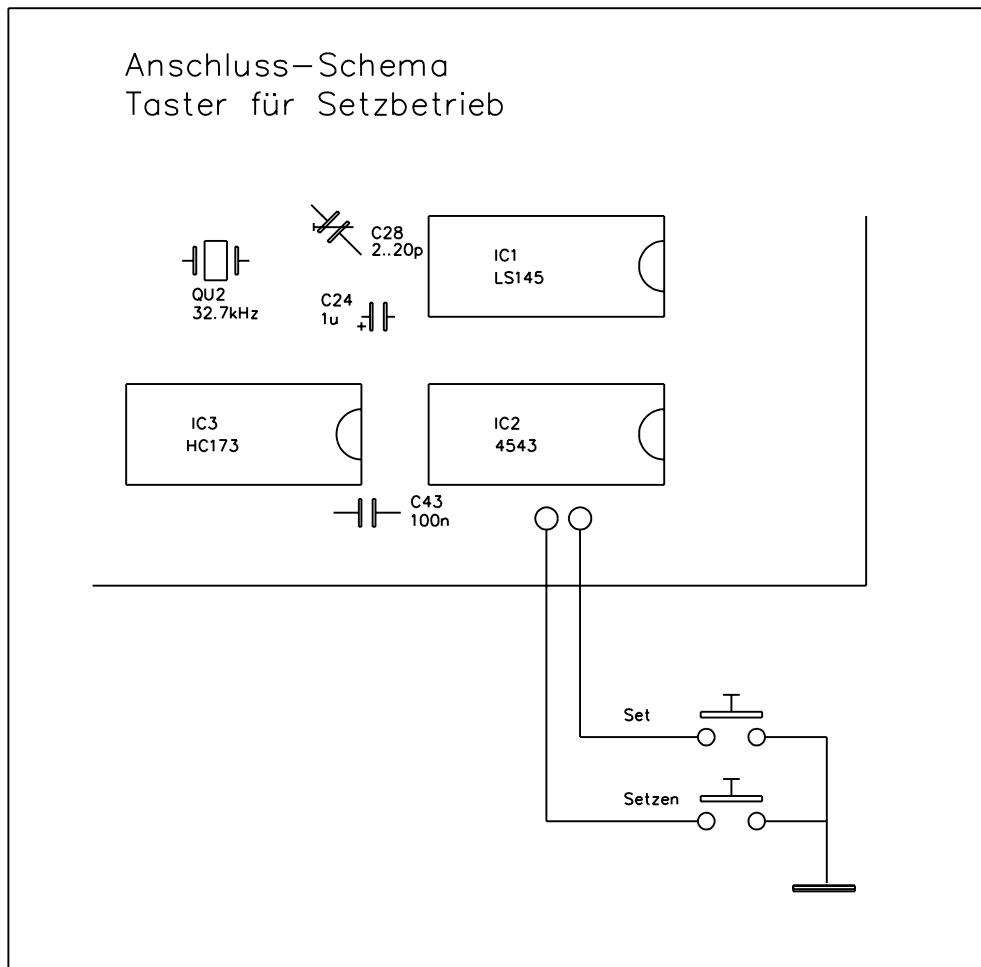 Anschluss-Schema
Taster für Setzbetrieb
C28
2..20p
IC1
LS145
QU2
32.7kHz
C24
1u
+
IC3
HC173
IC2
4543
C43
100n
Set
Setzen